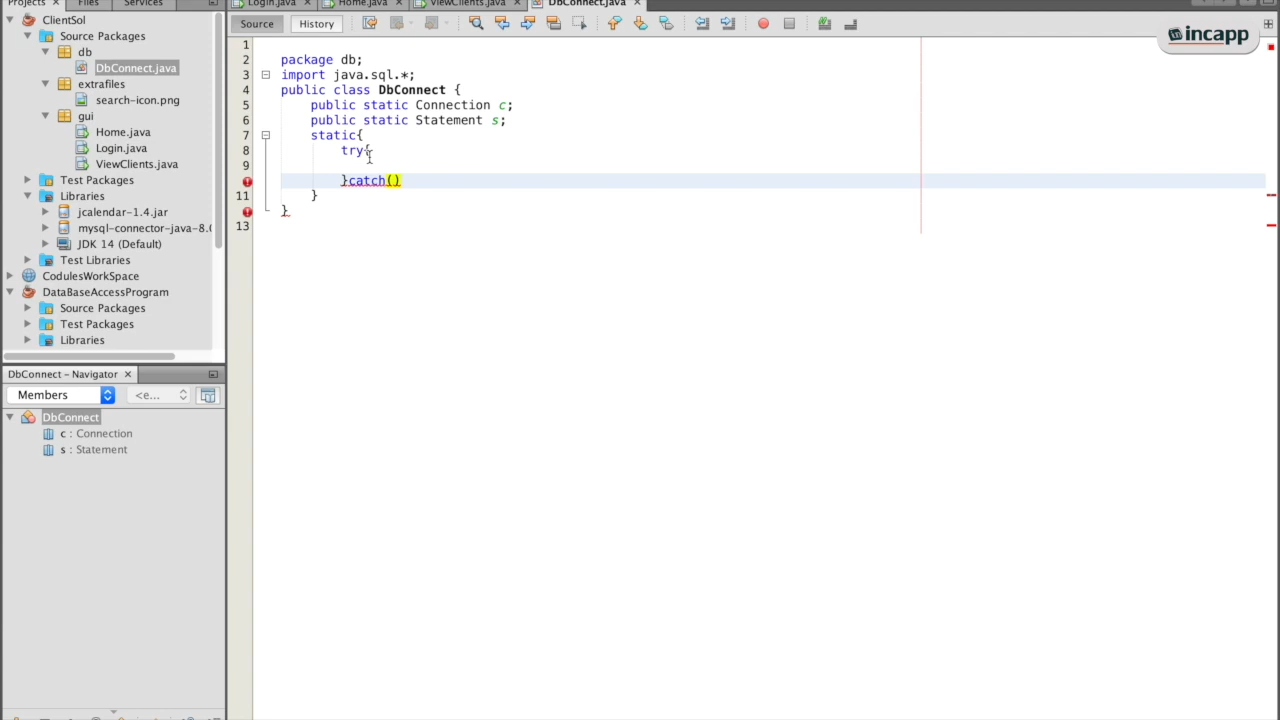 Projects × Files Services
Login.java × Home.java × ViewClients.java × DbConnect.java ×
Source History
incapp
ClientSol
Source Packages
db
DbConnect.java
extrafiles
search-icon.png
gui
Home.java
Login.java
ViewClients.java
Test Packages
Libraries
jcalendar-1.4.jar
mysql-connector-java-8.0
JDK 14 (Default)
Test Libraries
CodulesWorkSpace
DataBaseAccessProgram
Source Packages
Test Packages
Libraries
DbConnect – Navigator ×
Members <e...
DbConnect
c : Connection
s : Statement
1
2 package db;
3 import java.sql.*;
4 public class DbConnect {
5 public static Connection c;
6 public static Statement s;
7 static{
8 try{
9
}catch()
11 }
}
13